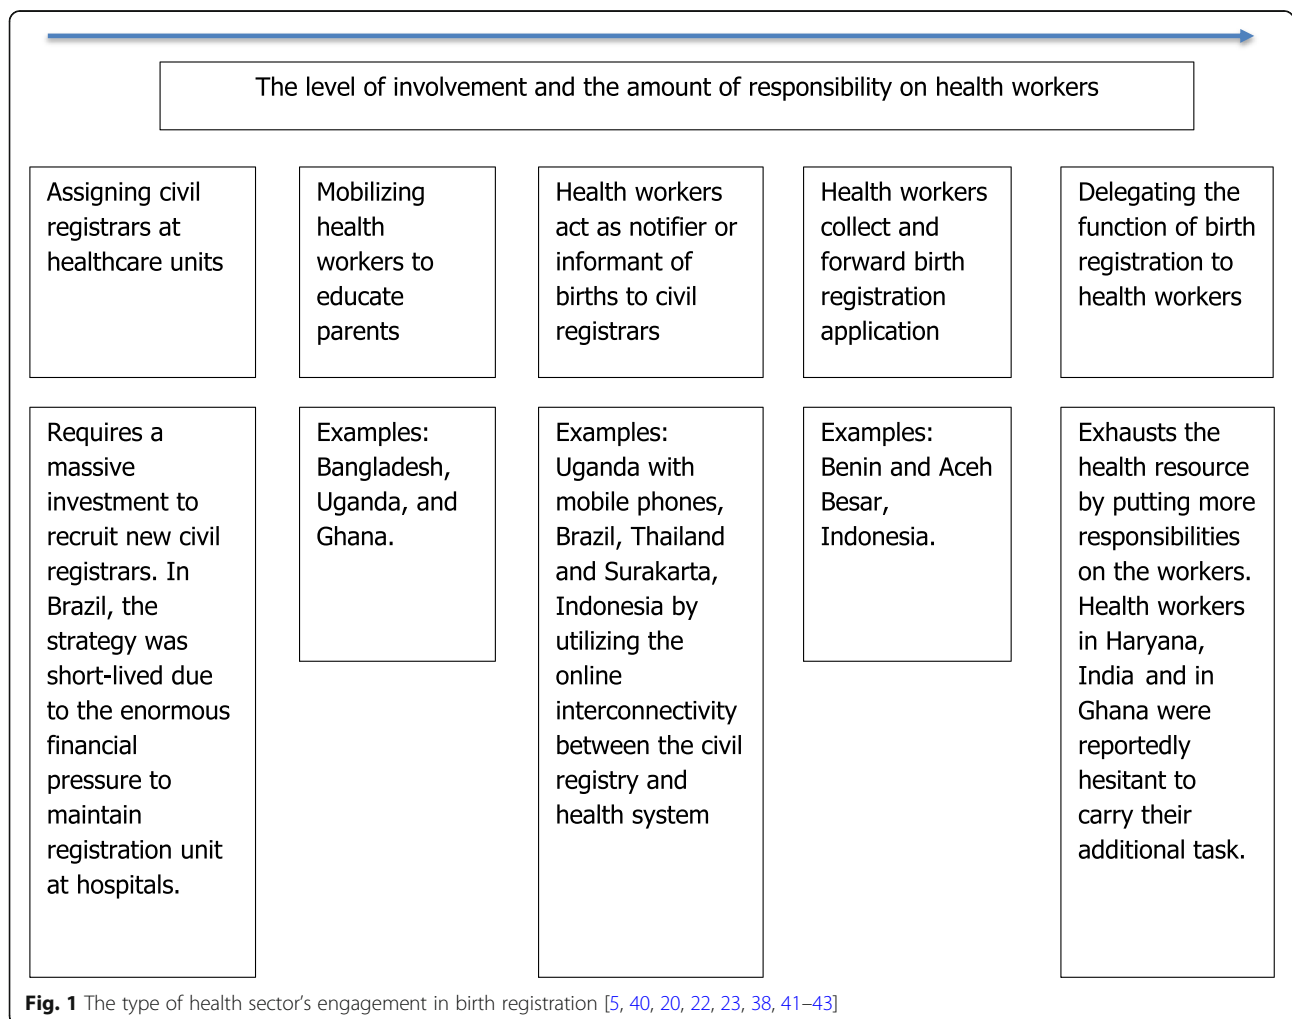 The level of involvement and the amount of responsibility on health workers
Assigning civil
registrars at
healthcare units
Mobilizing
health
workers to
educate
parents
Health workers
act as notifier or
informant of
births to civil
registrars
Health workers
collect and
forward birth
registration
application
Delegating the
function of birth
registration to
health workers
Requires a
massive
investment to
recruit new civil
registrars. In
Brazil, the
strategy was
short-lived due
to the enormous
financial
pressure to
maintain
registration unit
at hospitals.
Examples:
Bangladesh,
Uganda, and
Ghana.
Examples:
Uganda with
mobile phones,
Brazil, Thailand
and Surakarta,
Indonesia by
utilizing the
online
interconnectivity
between the civil
registry and
health system
Examples:
Benin and Aceh
Besar,
Indonesia.
Exhausts the
health resource
by putting more
responsibilities
on the workers.
Health workers
in Haryana,
India and in
Ghana were
reportedly
hesitant to
carry their
additional task.
Fig. 1 The type of health sector's engagement in birth registration [5, 40, 20, 22, 23, 38, 41–43]